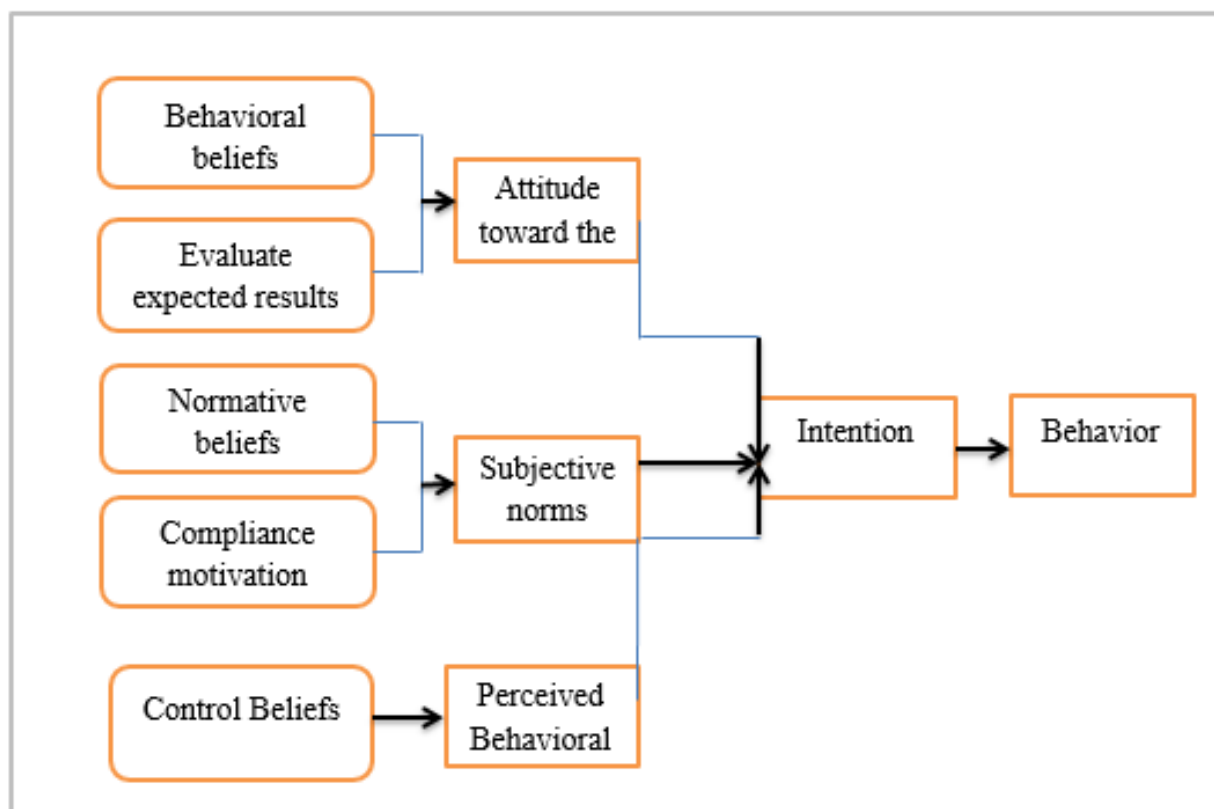 Behavioral
beliefs
Evaluate
expected results
Attitude
toward the
Normative
beliefs
Compliance
motivation
Subjective
norms
Control Beliefs
Perceived
Behavioral
Intention
Behavior